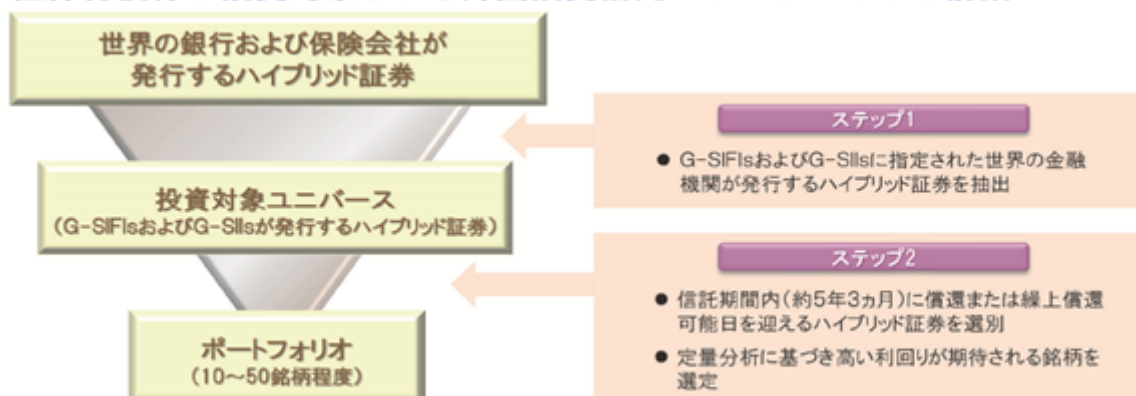 世界の銀行および保険会社が
発行するハイブリッド証券
ステップ1
● G-SIFIsおよびG-SIIsに指定された世界の金融
機関が発行するハイブリッド証券を抽出
投資対象ユニバース
（G-SIFIsおよびG-SIIsが発行するハイブリッド証券）
ステップ2
● 信託期間内（約5年3ヵ月）に償還または繰上償還
可能日を迎えるハイブリッド証券を選別
● 定量分析に基づき高い利回りが期待される銘柄を
選定
ポートフォリオ
（10～50銘柄程度）